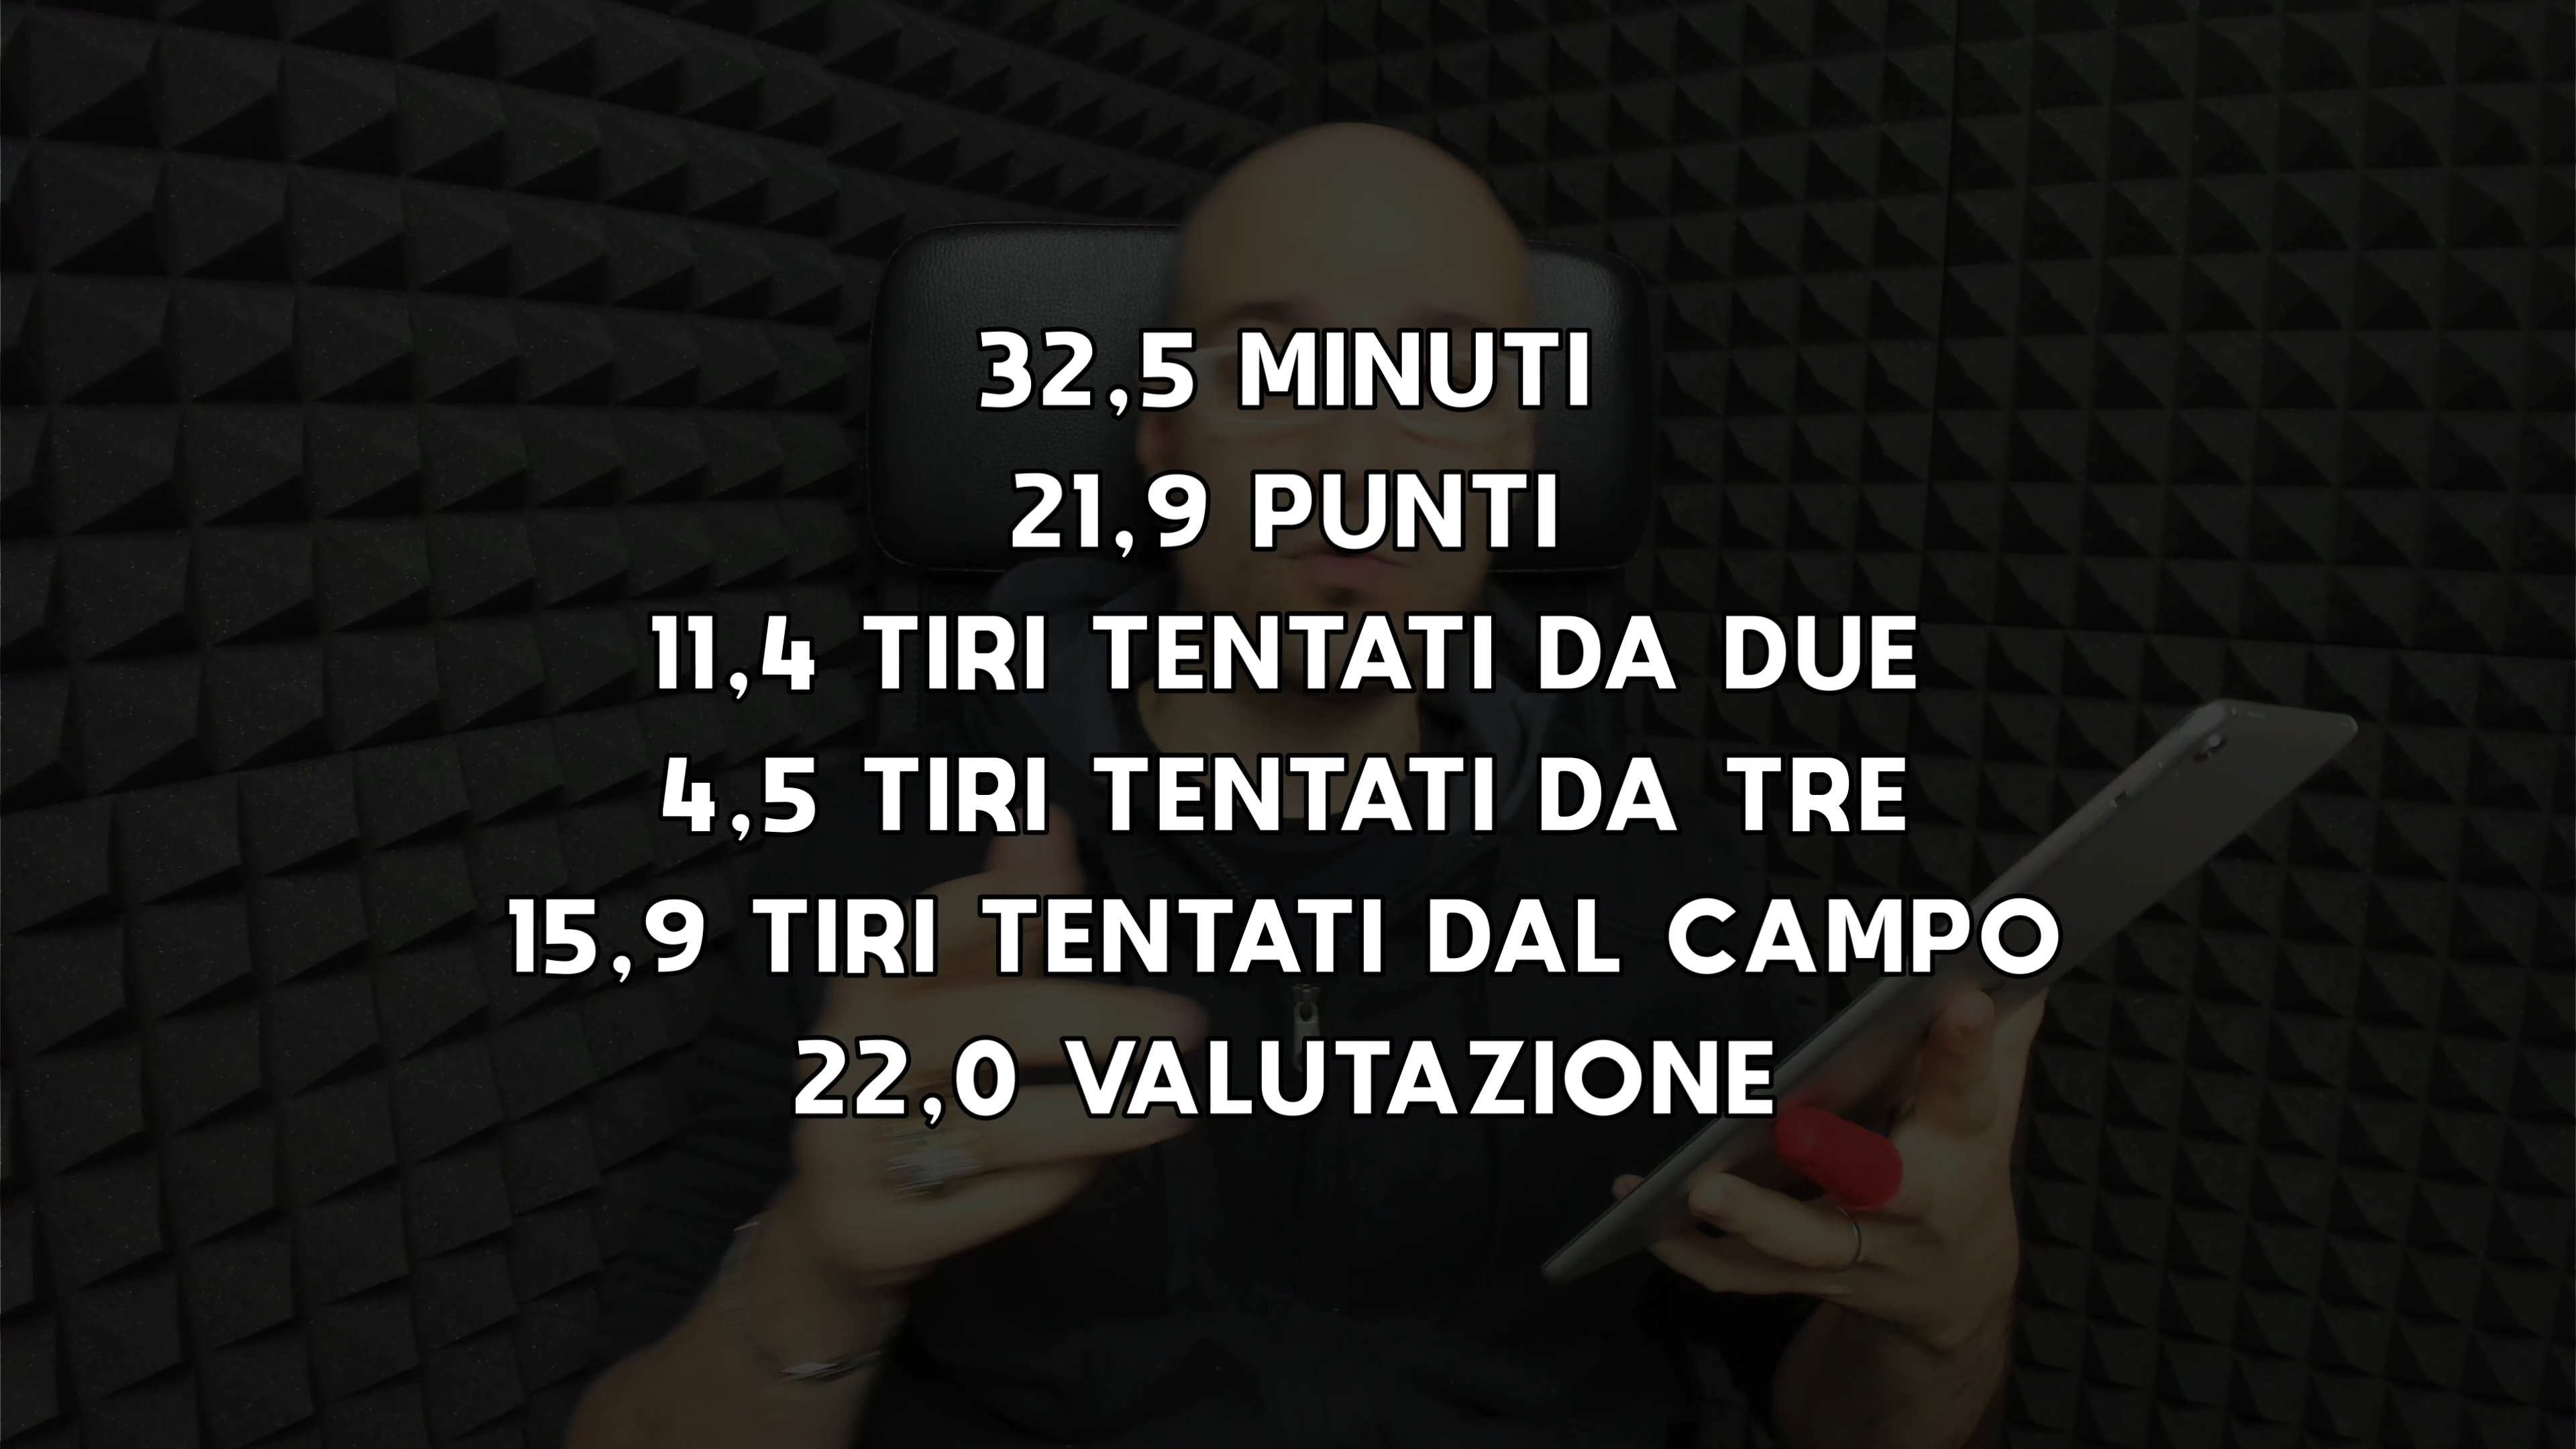 32,5 MINUTI
21,9 PUNTI
11,4 TIRI TENTATI DA DUE
4,5 TIRI TENTATI DA TRE
15,9 TIRI TENTATI DAL CAMPO
22,0 VALUTAZIONE